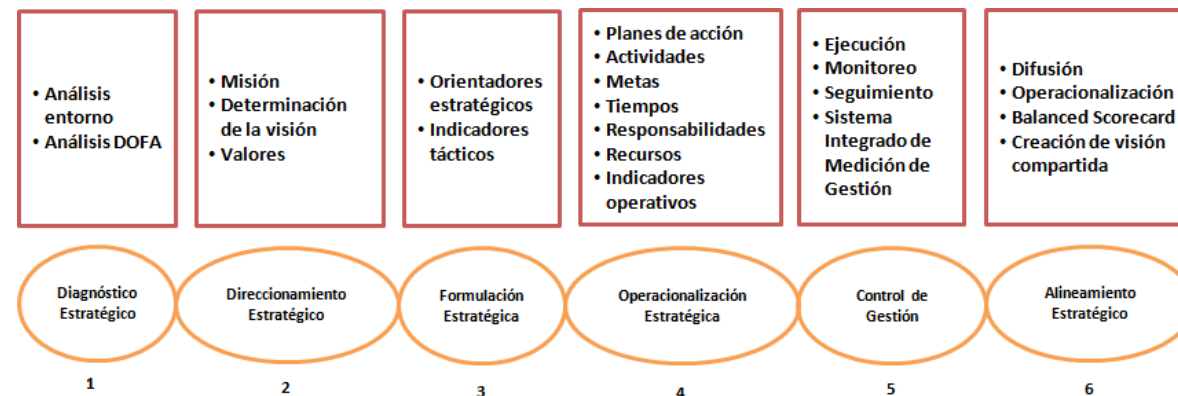 • Análisis
entorno
• Análisis DOFA
• Misión
• Determinación
de la visión
• Valores
• Orientadores
estratégicos
• Indicadores
tácticos
• Planes de acción
• Actividades
• Metas
• Tiempos
• Responsabilidades
• Recursos
• Indicadores
operativos
• Ejecución
• Monitoreo
• Seguimiento
• Sistema
Integrado de
Medición de
Gestión
• Difusión
• Operacionalización
• Balanced Scorecard
• Creación de visión
compartida
Diagnóstico
Estratégico
Direccionamiento
Estratégico
Formulación
Estratégica
Operacionalización
Estratégica
Control de
Gestión
Alineamiento
Estratégico
1
2
3
4
5
6